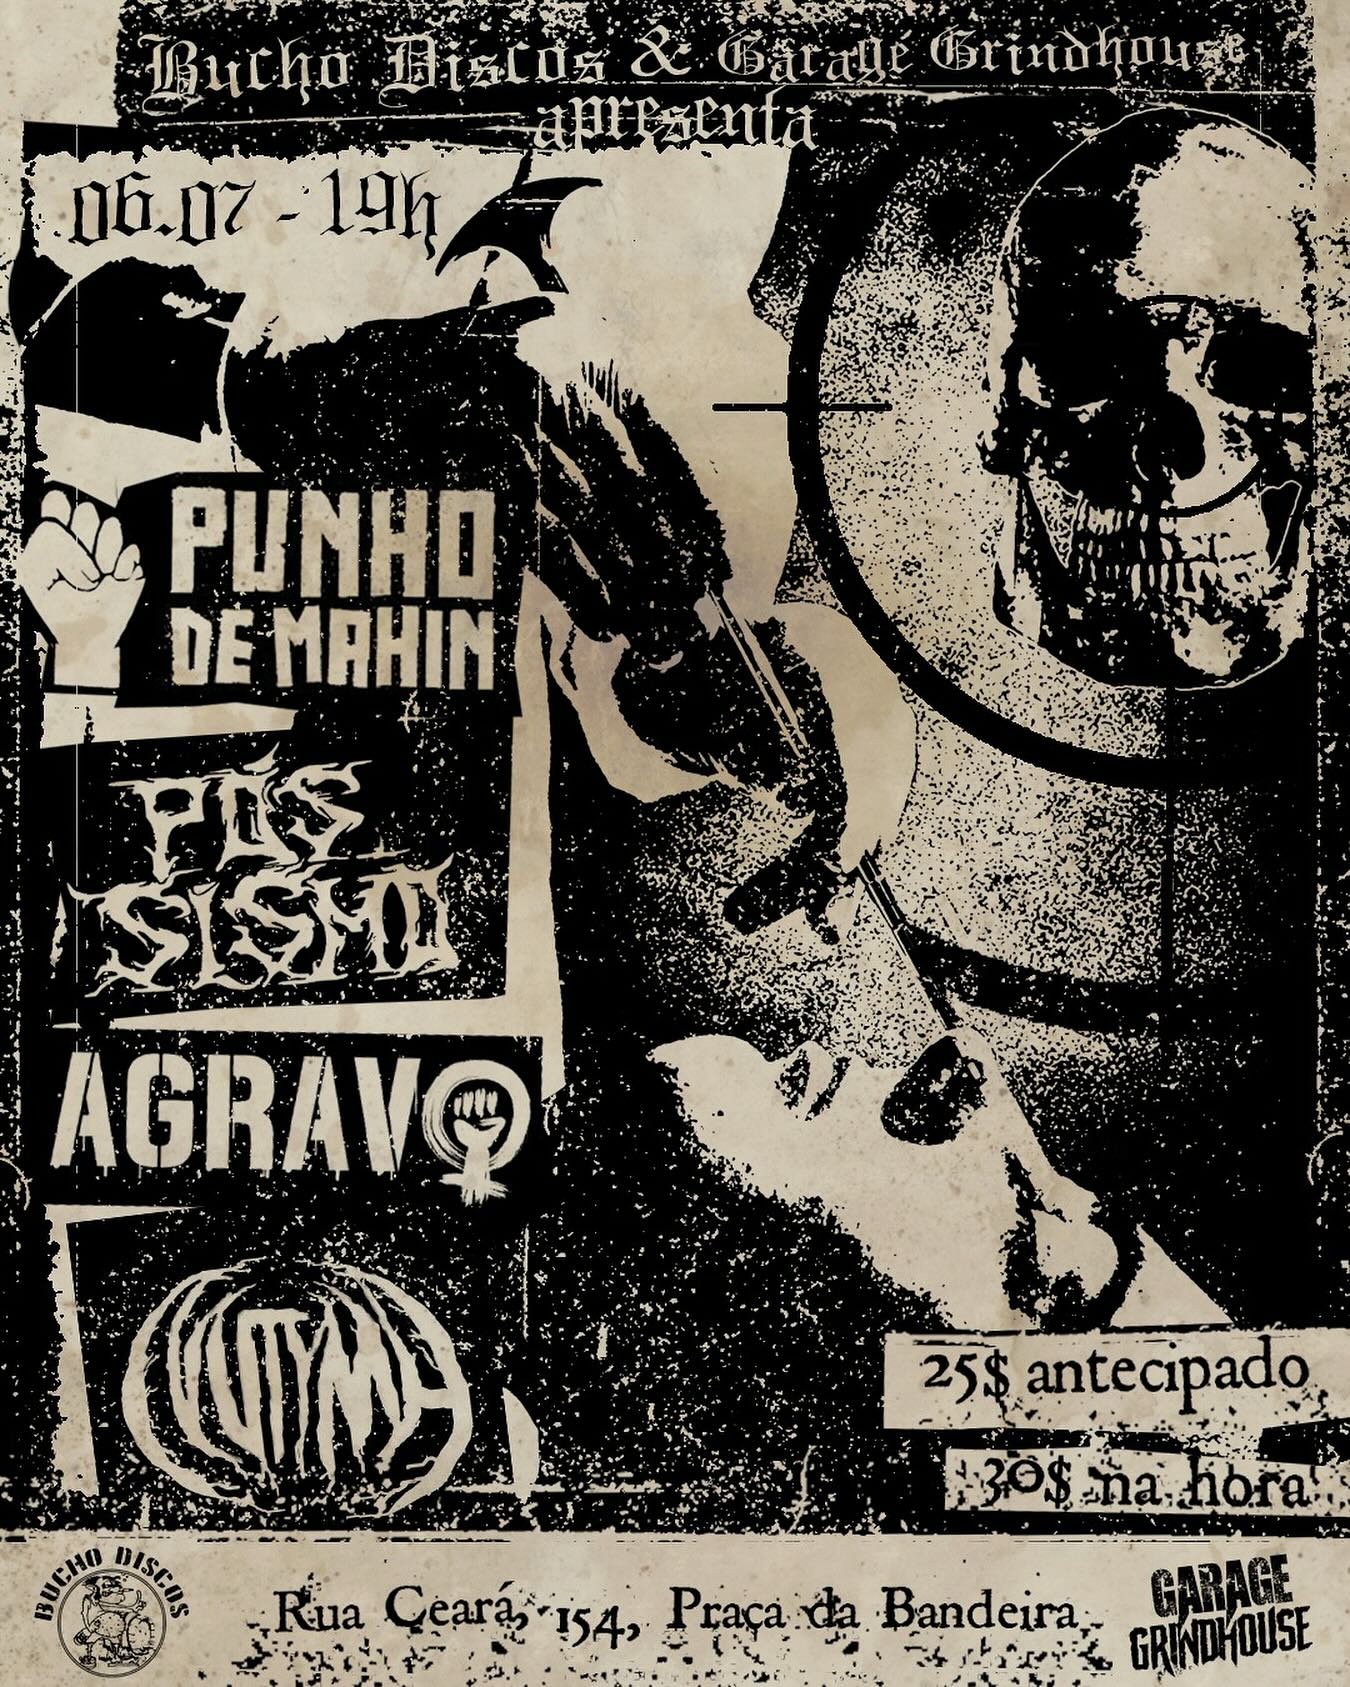 Bucho Discos & Garage Grindhouse
apresenta
06.07 - 19h
PUNHO
DE MAHIN
PÓS
SISMO
AGRAVO
25$ antecipado
30$ na hora
BUCHO DISCOS
Rua Ceará, 154, Praça da Bandeira
GARAGE
GRINDHOUSE